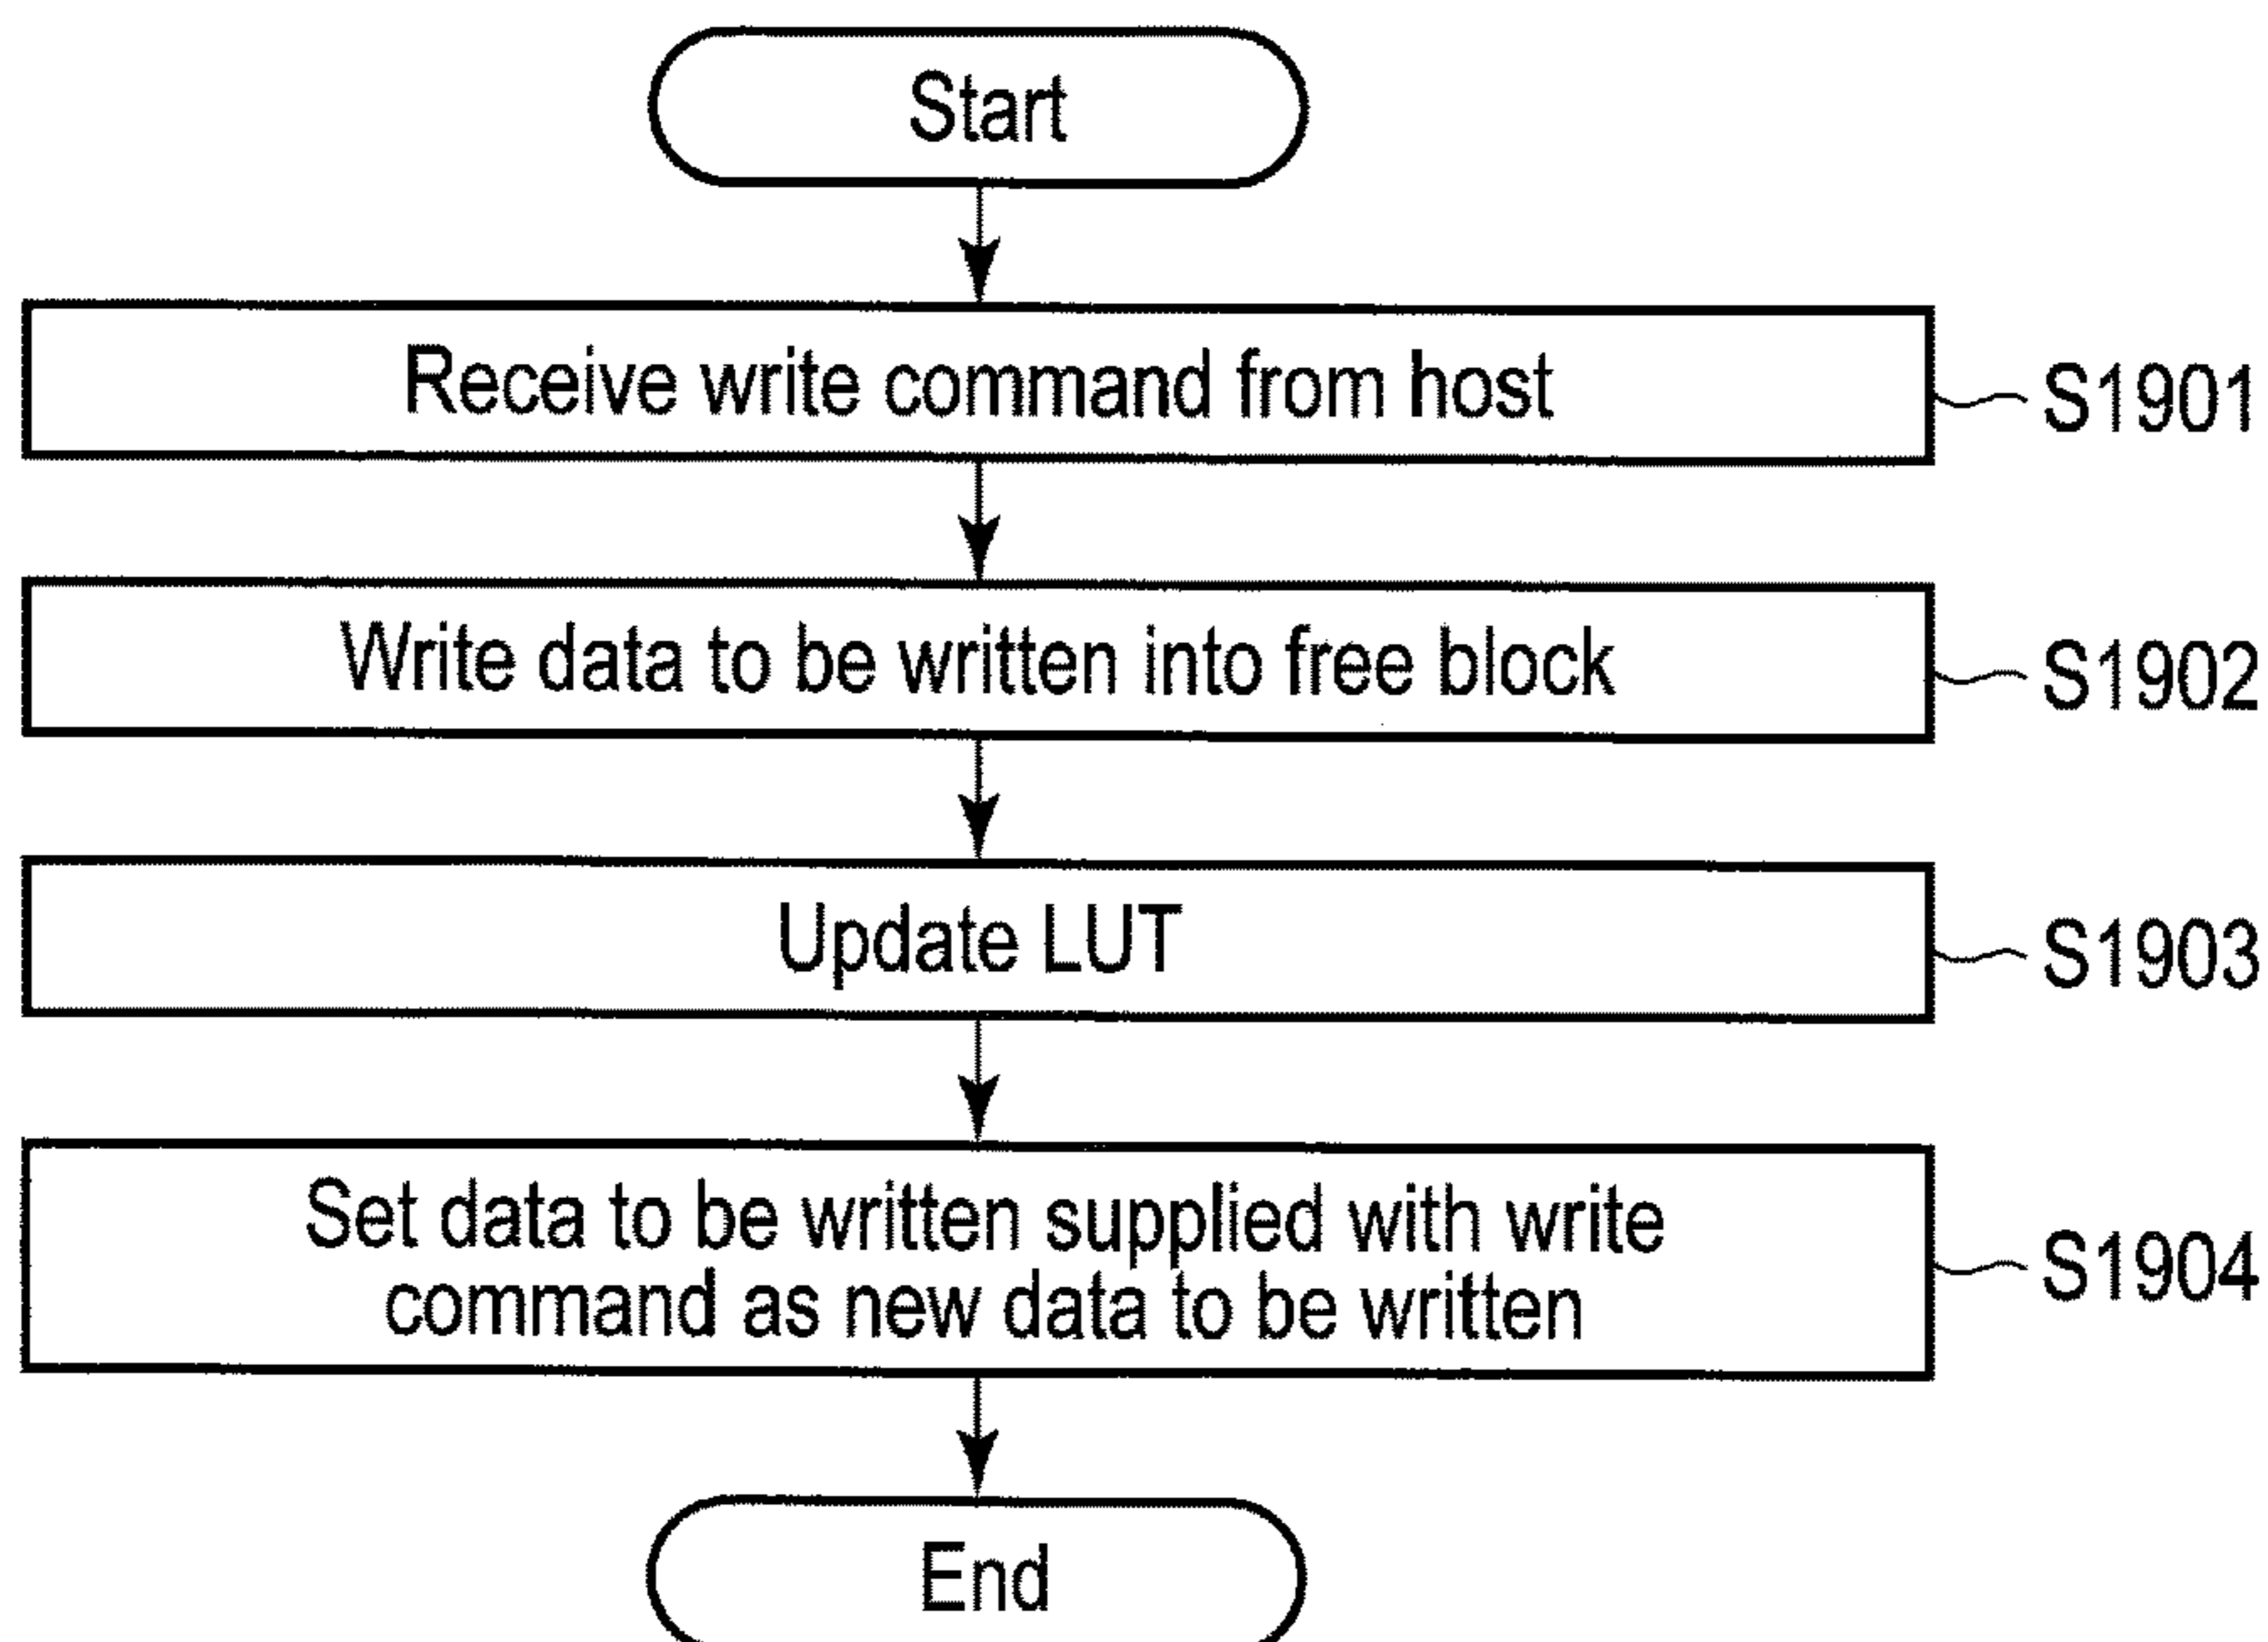 Start
Receive write command from host
S1901
Write data to be written into free block
S1902
Update LUT
S1903
Set data to be written supplied with write
command as new data to be written
S1904
End